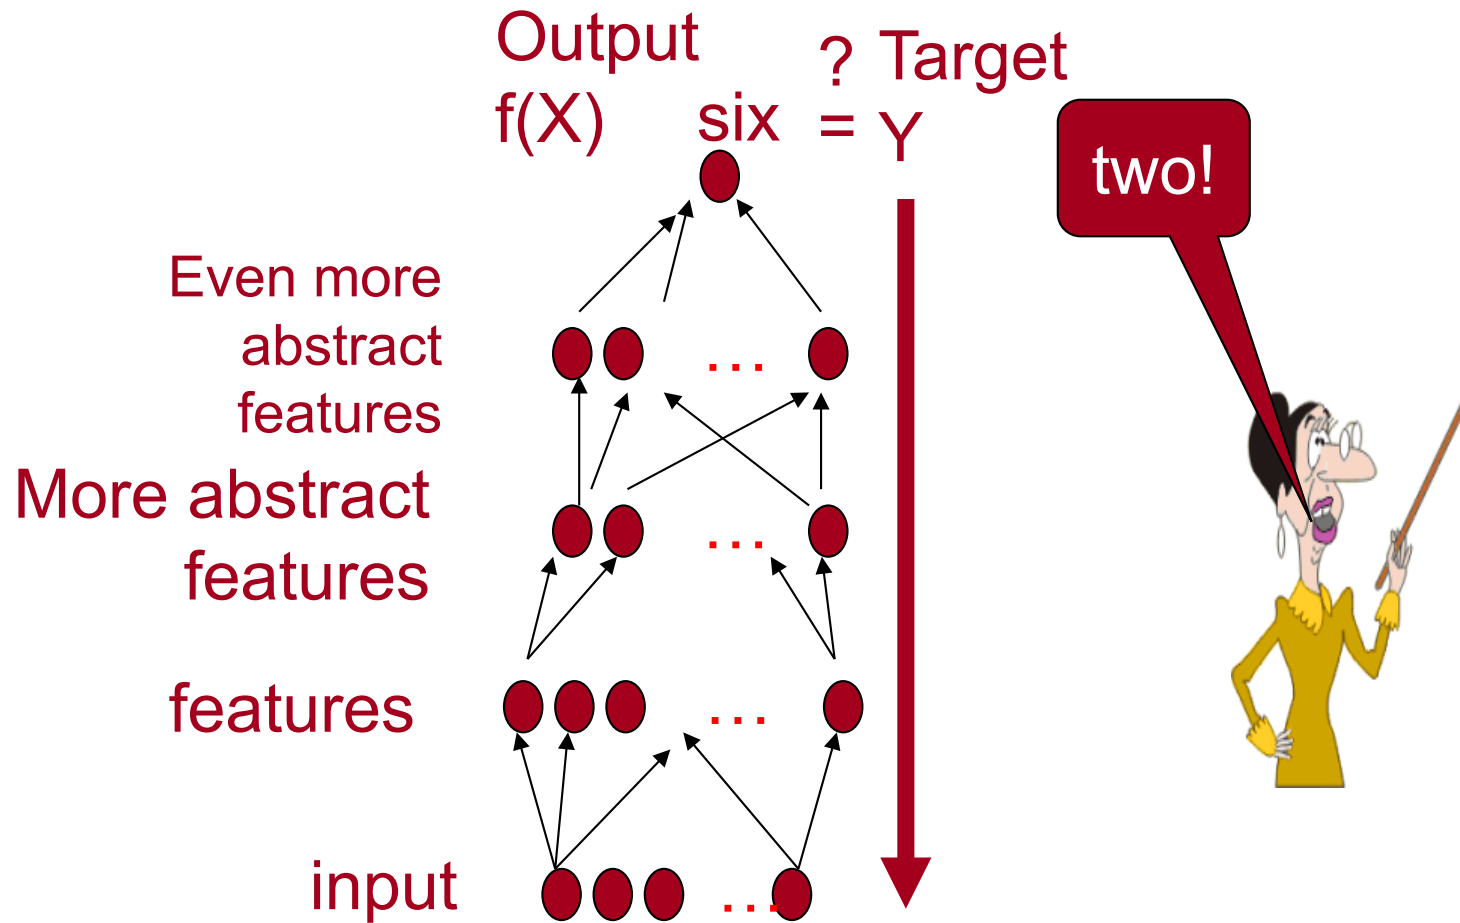 Output
? Target
f(X) six = Y
two!
Even more
abstract
features
...
More abstract
features
...
features
...
input
...